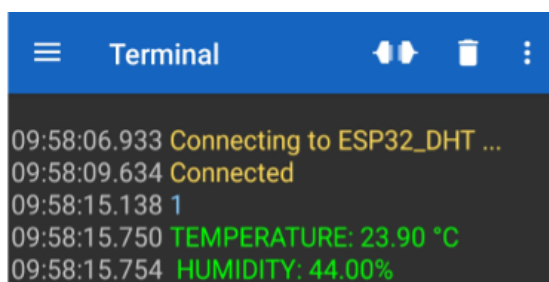 Terminal
09:58:06.933 Connecting to ESP32_DHT ...
09:58:09.634 Connected
09:58:15.138 1
09:58:15.750 TEMPERATURE: 23.90 °C
09:58:15.754 HUMIDITY: 44.00%